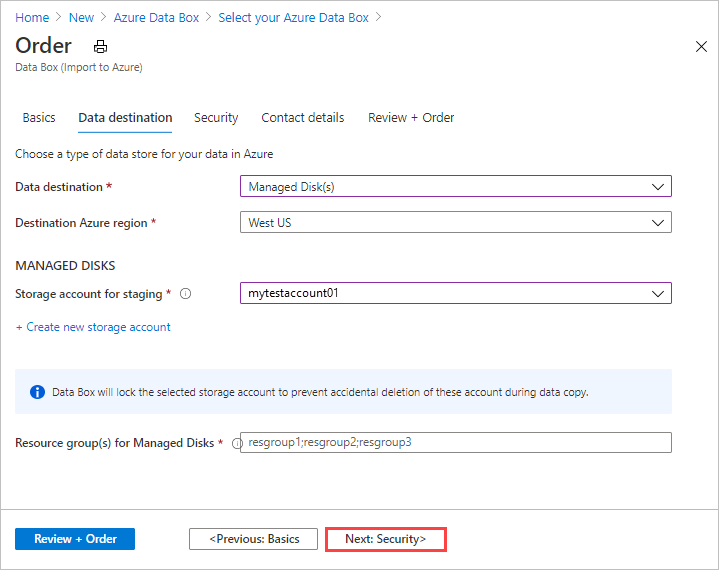 Home > New > Azure Data Box > Select your Azure Data Box >
Order
Data Box (Import to Azure)
Basics Data destination Security Contact details Review + Order
Choose a type of data store for your data in Azure
Data destination * Managed Disk(s)
Destination Azure region * West US
MANAGED DISKS
Storage account for staging * mytestaccount01
+ Create new storage account
Data Box will lock the selected storage account to prevent accidental deletion of these account during data copy.
Resource group(s) for Managed Disks * resgroup1;resgroup2;resgroup3
Review + Order <Previous: Basics Next: Security>